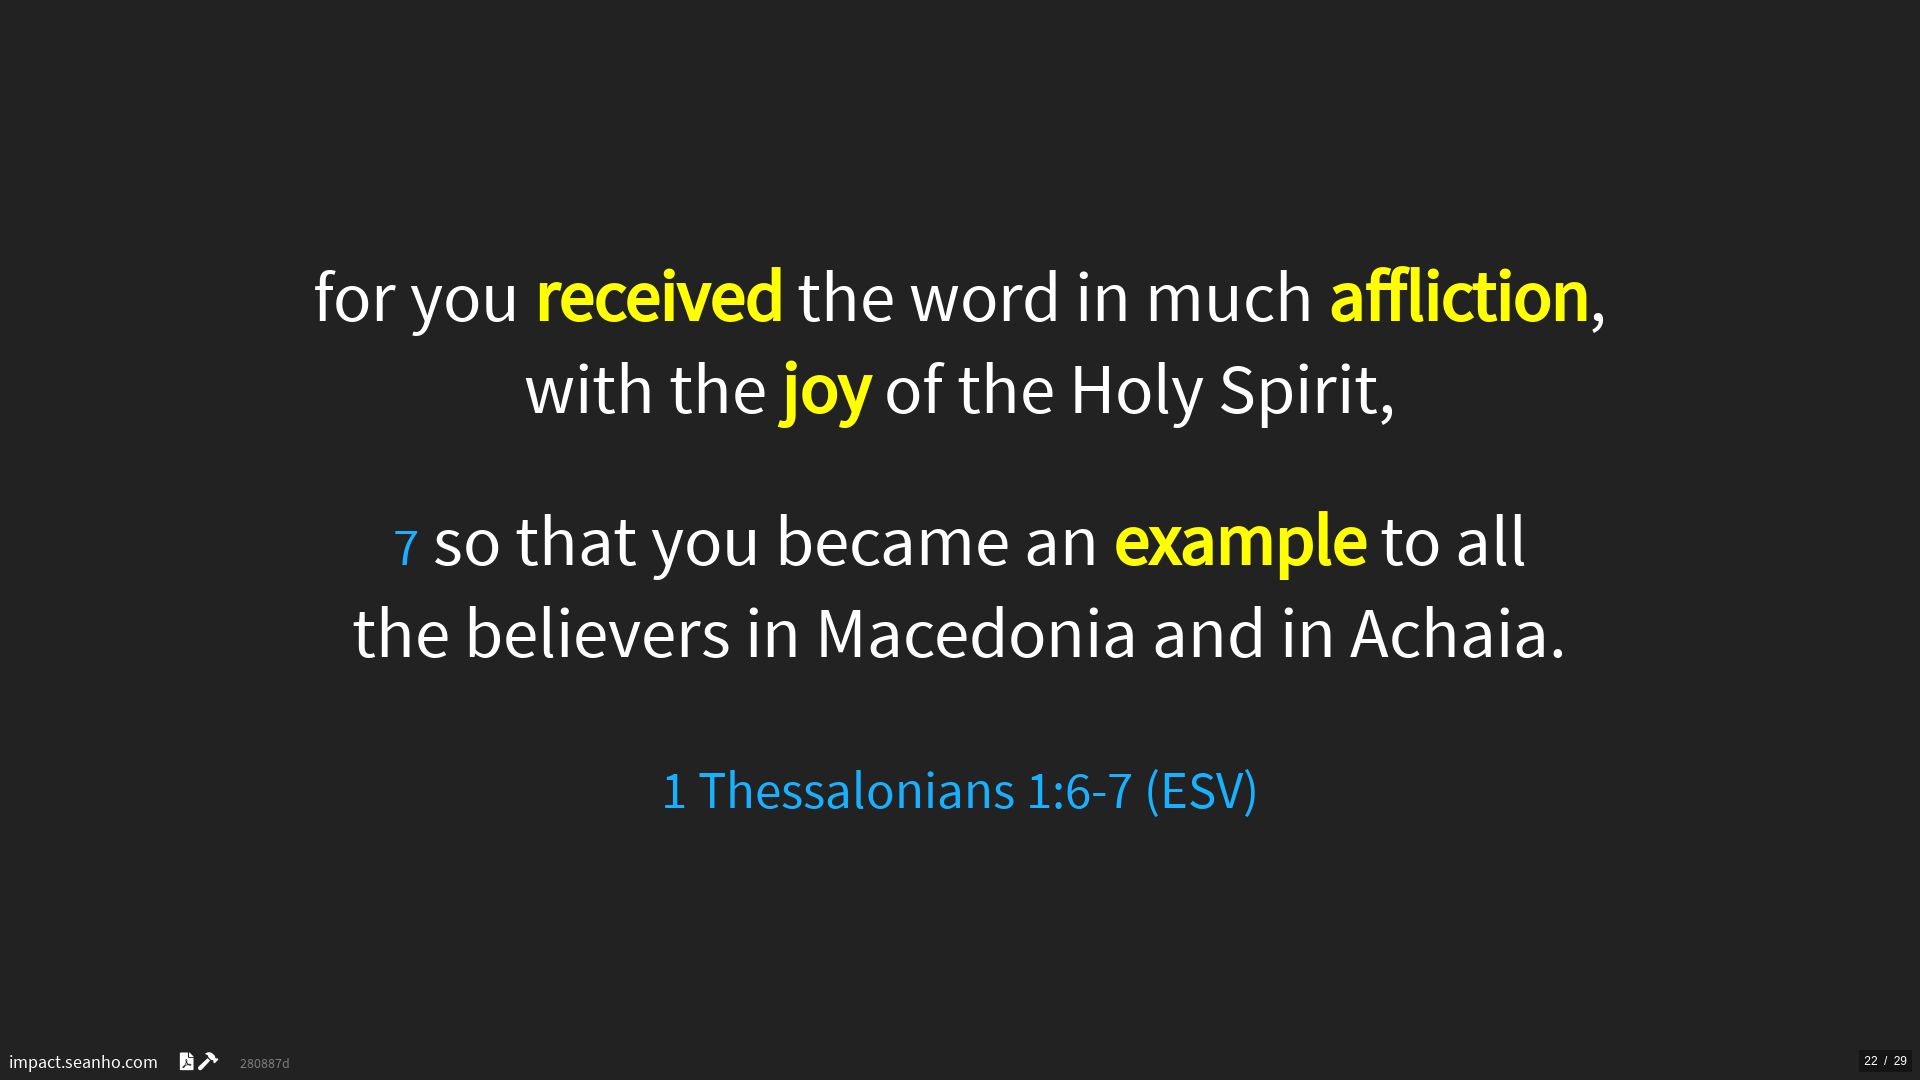 for you received the word in much affliction,
with the joy of the Holy Spirit,
7 so that you became an example to all
the believers in Macedonia and in Achaia.
1 Thessalonians 1:6-7 (ESV)
impact.seanho.com 280887d
22 / 29